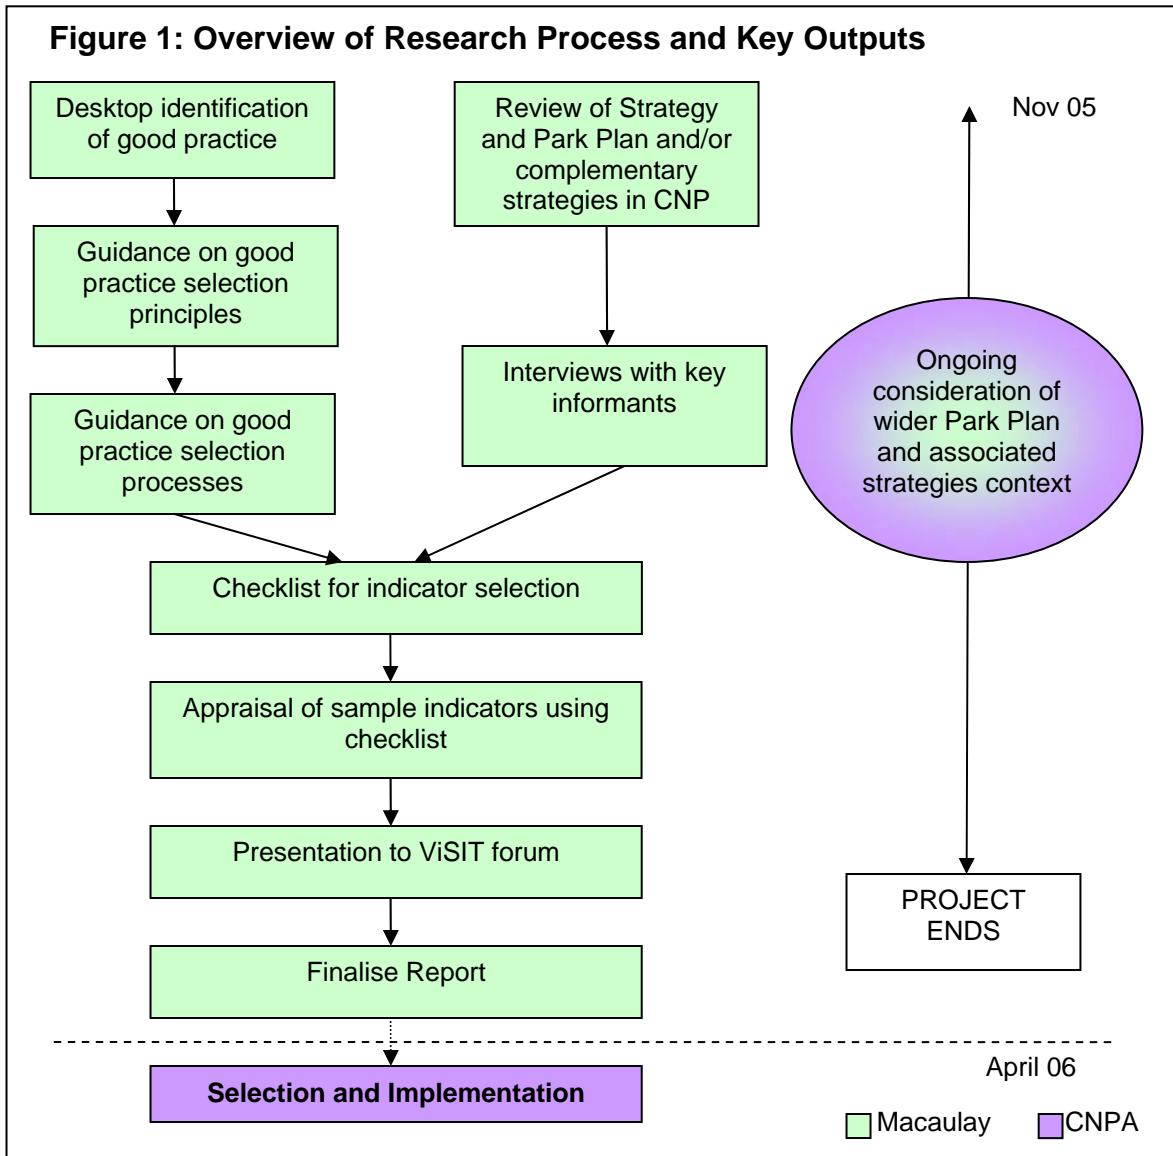 Figure 1: Overview of Research Process and Key Outputs
Desktop identification
of good practice
Guidance on good
practice selection
principles
Guidance on good
practice selection
processes
Review of Strategy
and Park Plan and/or
complementary
strategies in CNP
Interviews with key
informants
Checklist for indicator selection
Appraisal of sample indicators using
checklist
Presentation to ViSIT forum
Finalise Report
Selection and Implementation
Nov 05
Ongoing
consideration of
wider Park Plan
and associated
strategies context
PROJECT
ENDS
April 06
Macaulay
CNPA